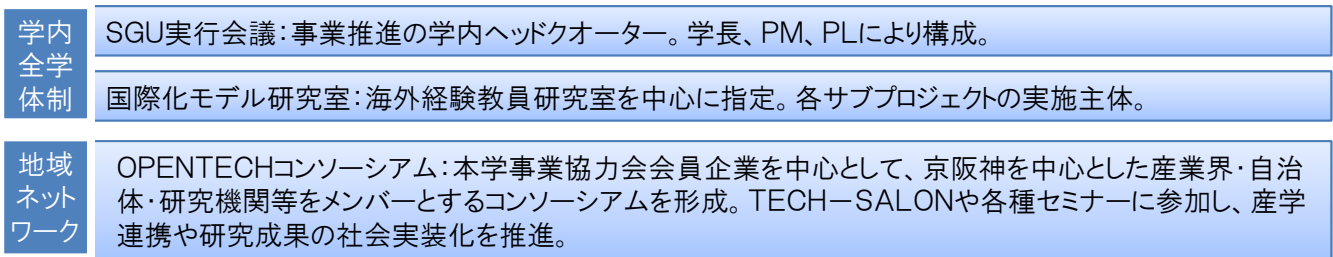 学内
全学
体制
SGU実行会議：事業推進の学内ヘッドクオーター。学長、PM、PLにより構成。
国際化モデル研究室：海外経験教員研究室を中心に指定。各サブプロジェクトの実施主体。
地域
ネット
ワーク
OPENTECHコンソーシアム：本学事業協力会会員企業を中心として、京阪神を中心とした産業界・自治
体・研究機関等をメンバーとするコンソーシアムを形成。TECH－SALONや各種セミナーに参加し、産学
連携や研究成果の社会実装化を推進。